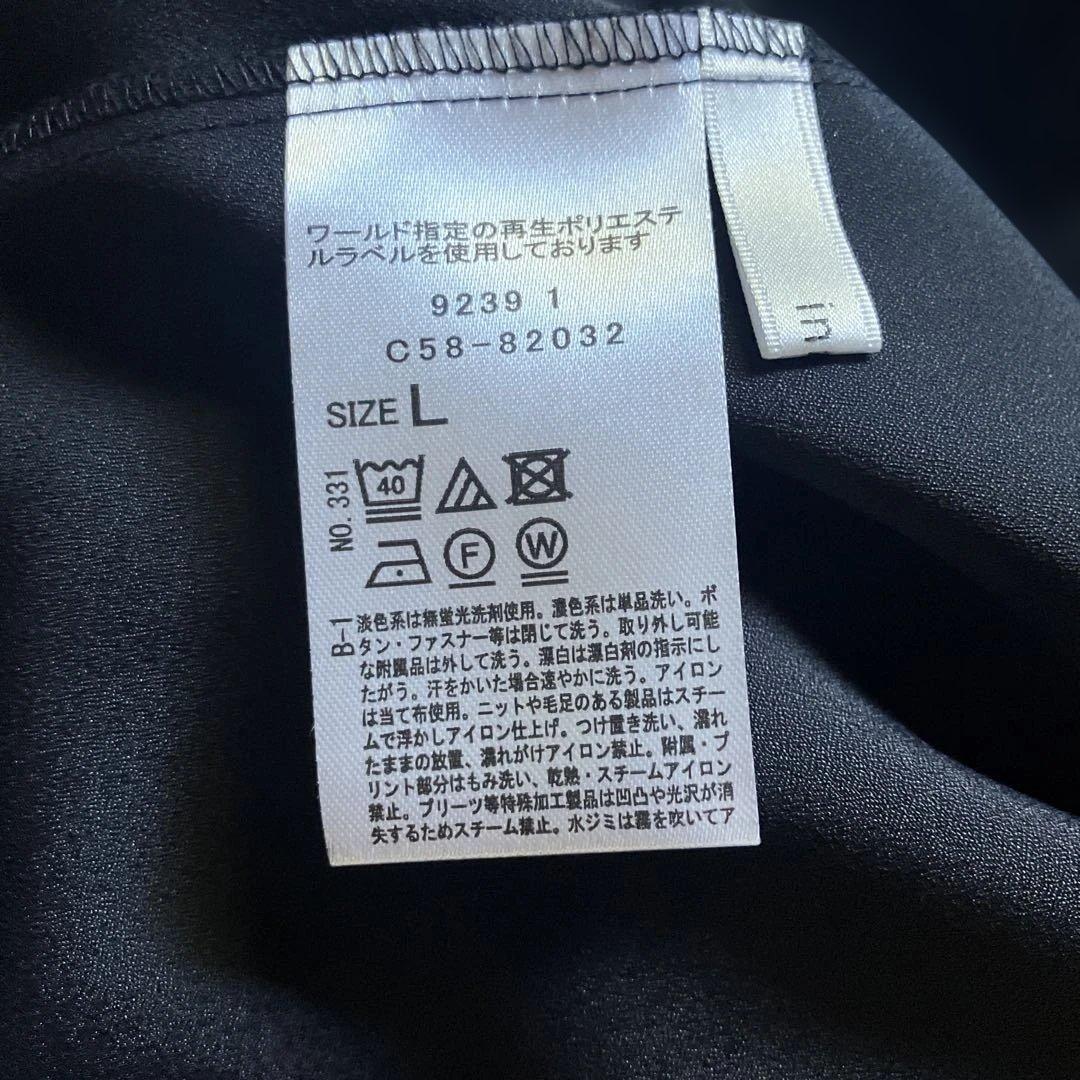 ワールド指定の再生ポリエステ
ルラベルを使用しております
9239 1
C58-82032
SIZE L
NO. 331
40
F
W
B-1
淡色系は無蛍光洗剤使用。濃色系は単品洗い。ボ
タン・ファスナー等は閉じて洗う。取り外し可能
な附属品は外して洗う。漂白は漂白剤の指示にし
たがう。汗をかいた場合速やかに洗う。アイロン
は当て布使用。ニットや毛足のある製品はスチー
ムで浮かしアイロン仕上げ。つけ置き洗い、濡れ
たままの放置、濡れがけアイロン禁止。附属・プ
リント部分はもみ洗い、乾熱・スチームアイロン
禁止。プリーツ等特殊加工製品は凹凸や光沢が消
失するためスチーム禁止。水ジミは霧を吹いてア